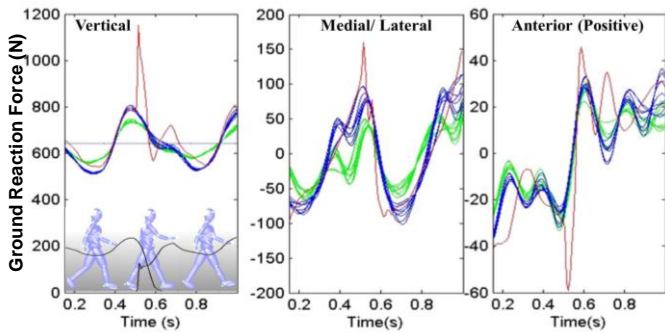 Vertical
Medial/ Lateral
Anterior (Positive)
Ground Reaction Force (N)
1200
1000
800
600
400
200
0
0.2 0.4 0.6 0.8
Time (s)
200
150
100
50
0
-50
-100
-150
-200
0.2 0.4 0.6 0.8
Time(s)
60
40
20
0
-20
-40
-60
0.2 0.4 0.6 0.8
Time(s)